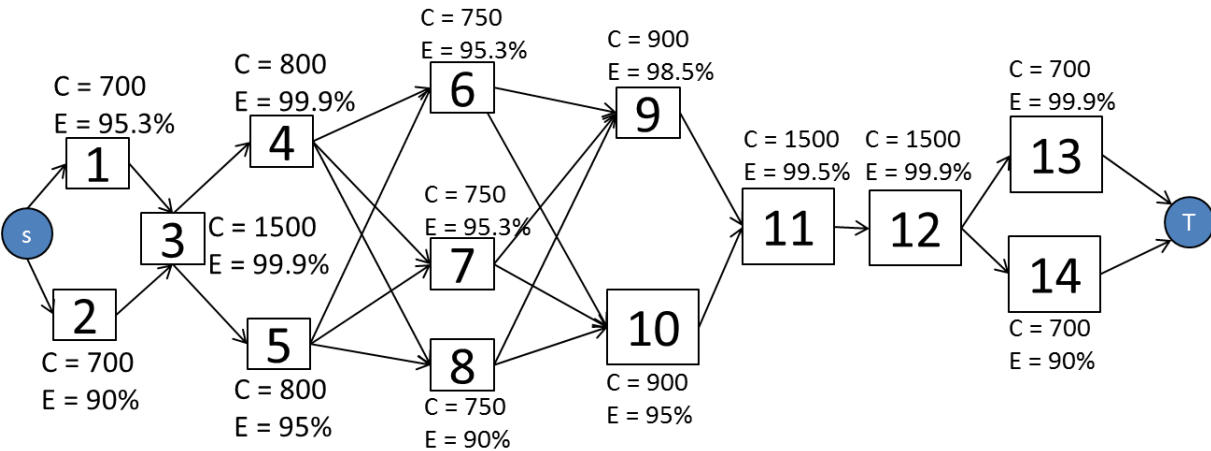 s
C = 700
E = 95.3%
1
2
C = 700
E = 90%
3
C = 1500
E = 99.9%
C = 800
E = 99.9%
4
5
C = 800
E = 95%
C = 750
E = 95.3%
6
C = 750
E = 95.3%
7
8
C = 750
E = 90%
C = 900
E = 98.5%
9
10
C = 900
E = 95%
C = 1500
E = 99.5%
11
C = 1500
E = 99.9%
12
C = 700
E = 99.9%
13
14
C = 700
E = 90%
T